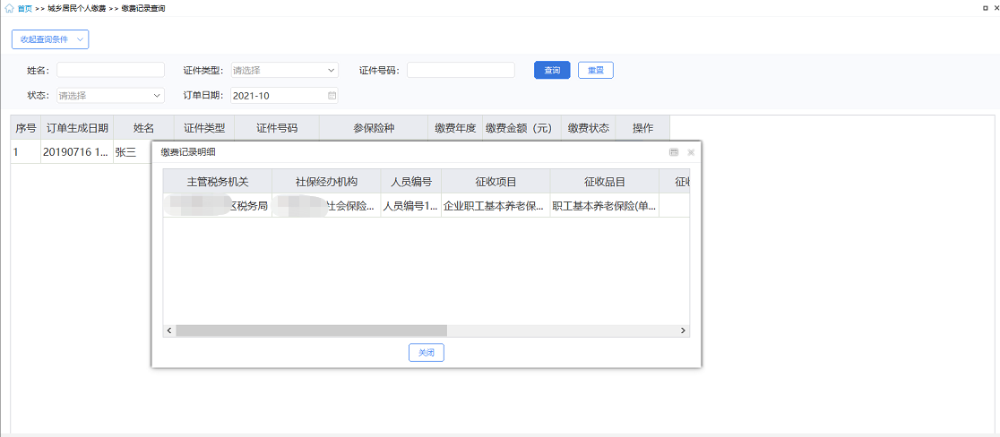 首页 >> 城乡居民个人缴费 >> 缴费记录查询
收起查询条件
姓名: 证件类型: 请选择 证件号码: 查询 重置
状态: 请选择 订单日期: 2021-10
序号 订单生成日期 姓名 证件类型 证件号码 参保险种 缴费年度 缴费金额（元） 缴费状态 操作
1 20190716 1... 张三
缴费记录明细
主管税务机关 社保经办机构 人员编号 征收项目 征收品目 征收
区税务局 社会保险... 人员编号1... 企业职工基本养老保... 职工基本养老保险(单...
关闭